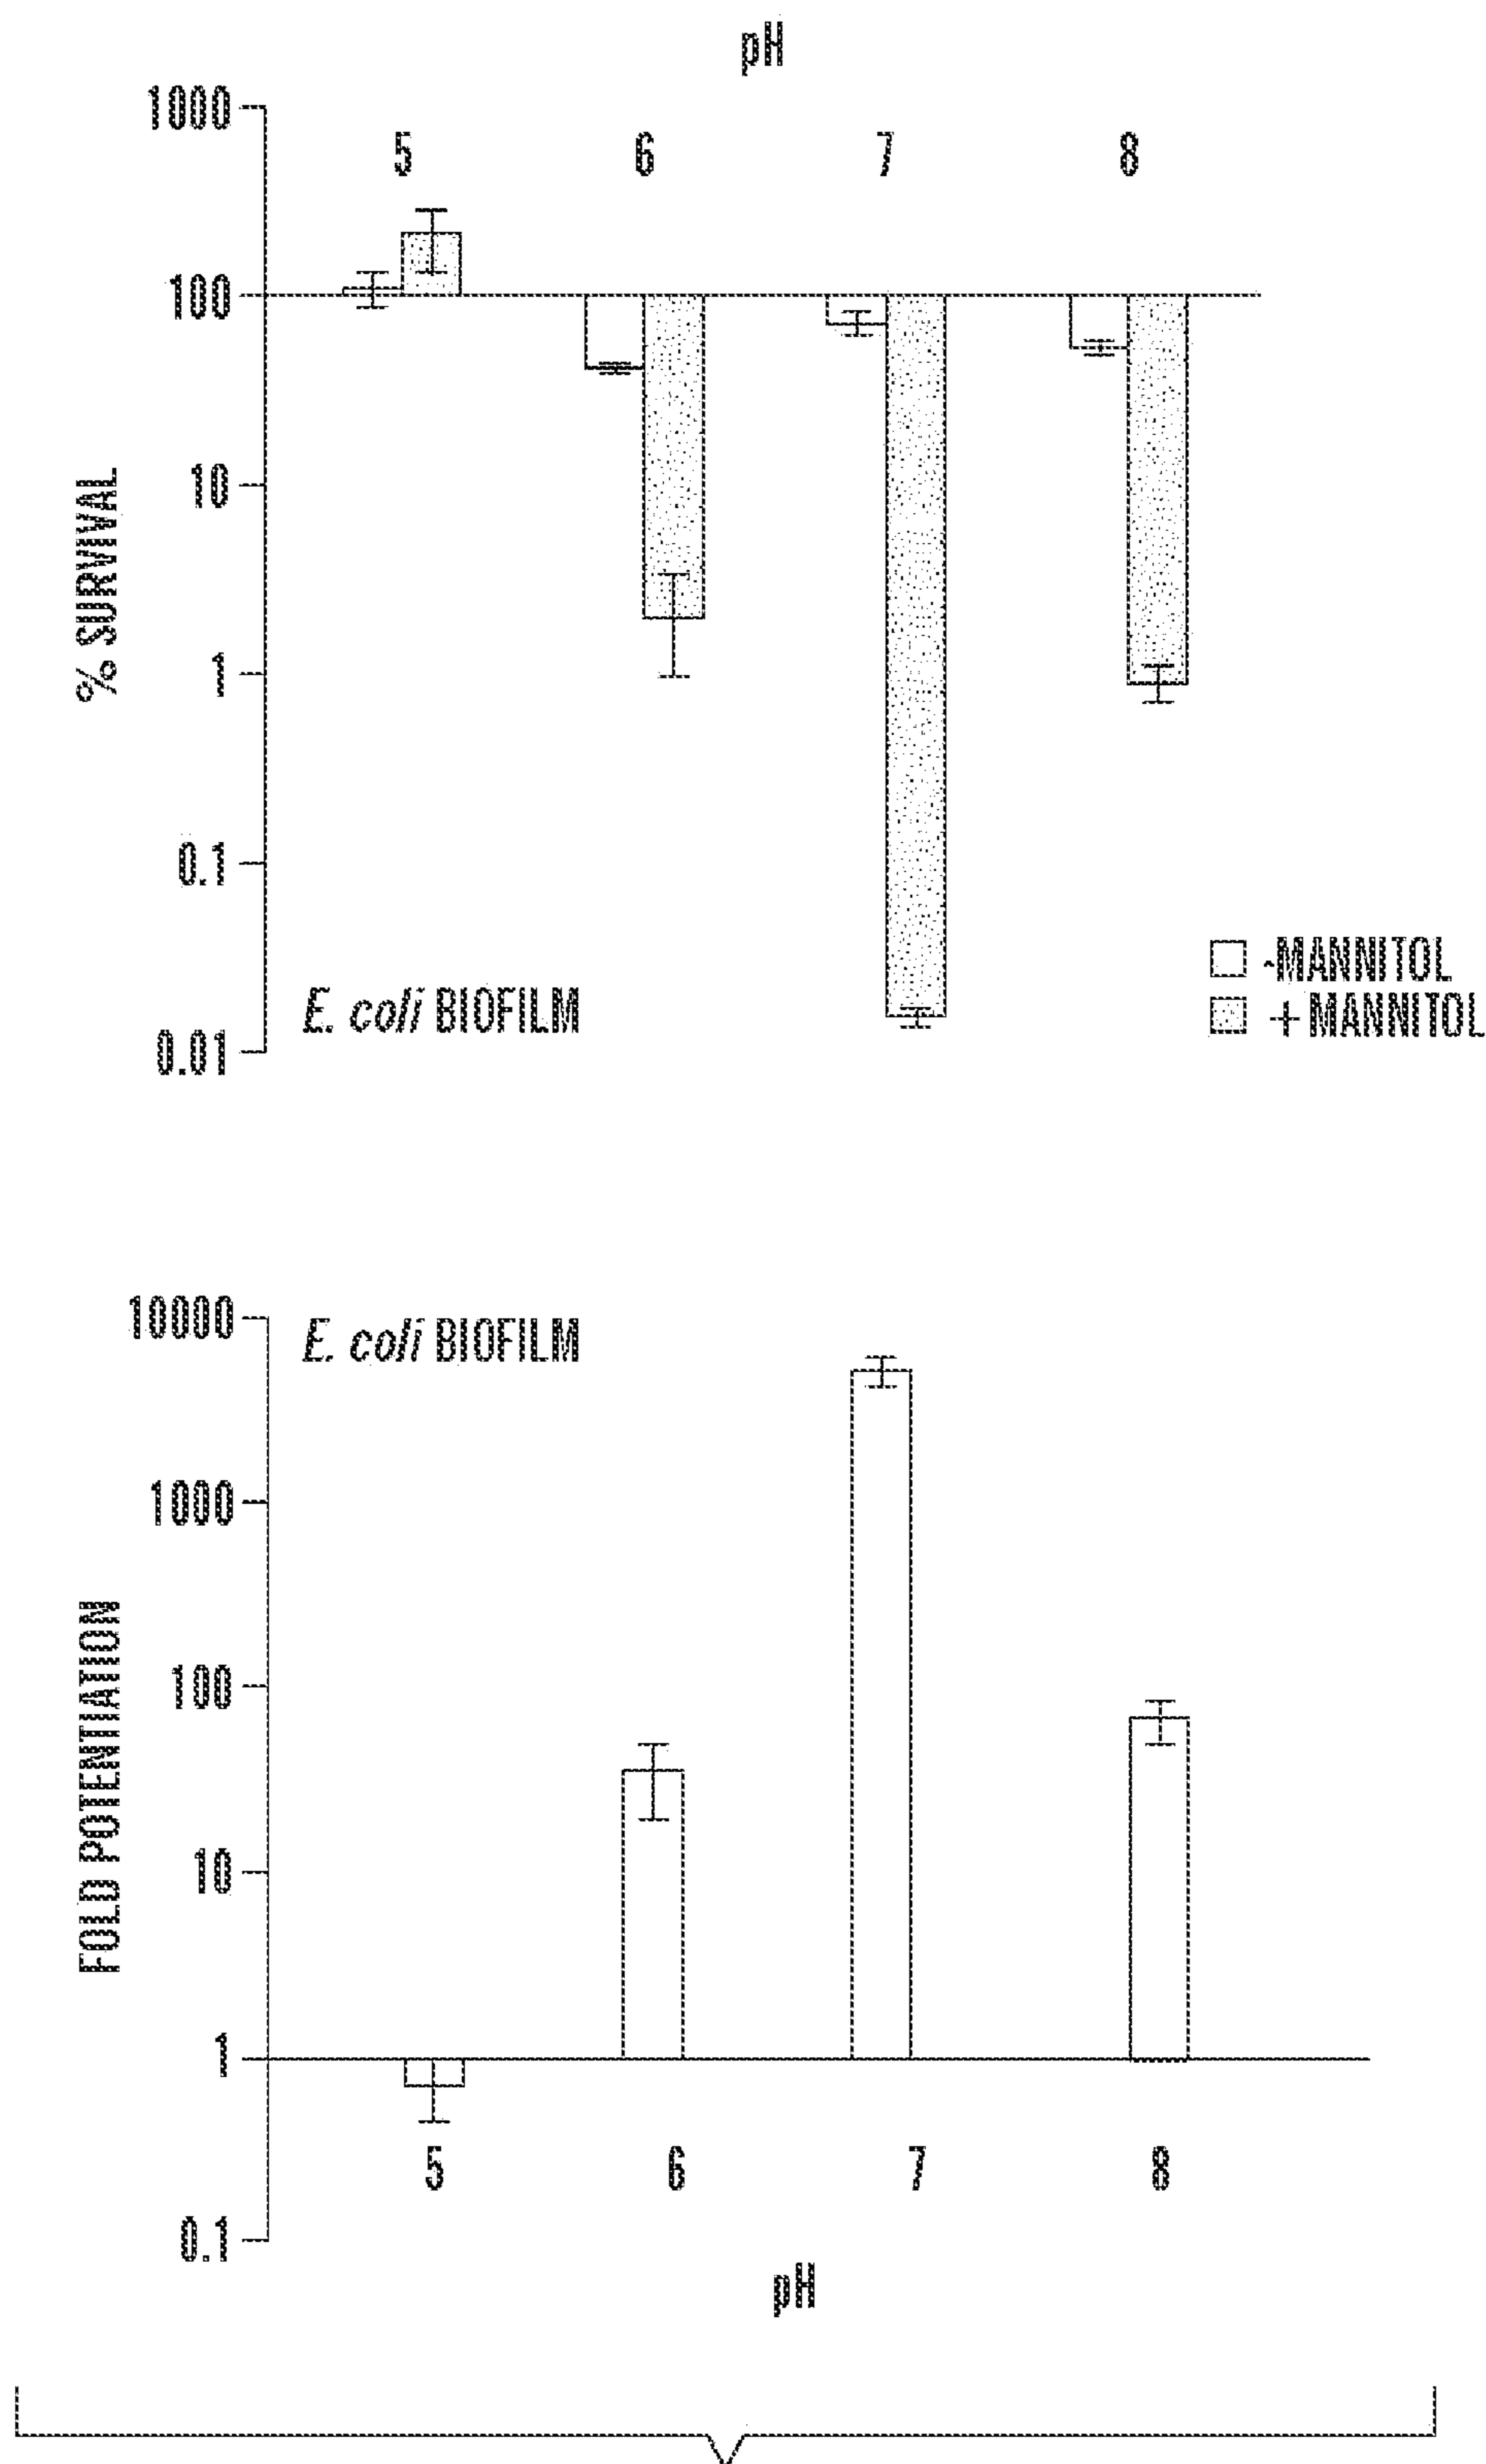 pH
1000
5 6 7 8
100
10
% SURVIVAL
1
0.1
-MANNITOL
E. coli BIOFILM
+MANNITOL
0.01
10000
E. coli BIOFILM
1000
100
FOLD POTENTIATION
10
1
5 6 7 8
0.1
pH